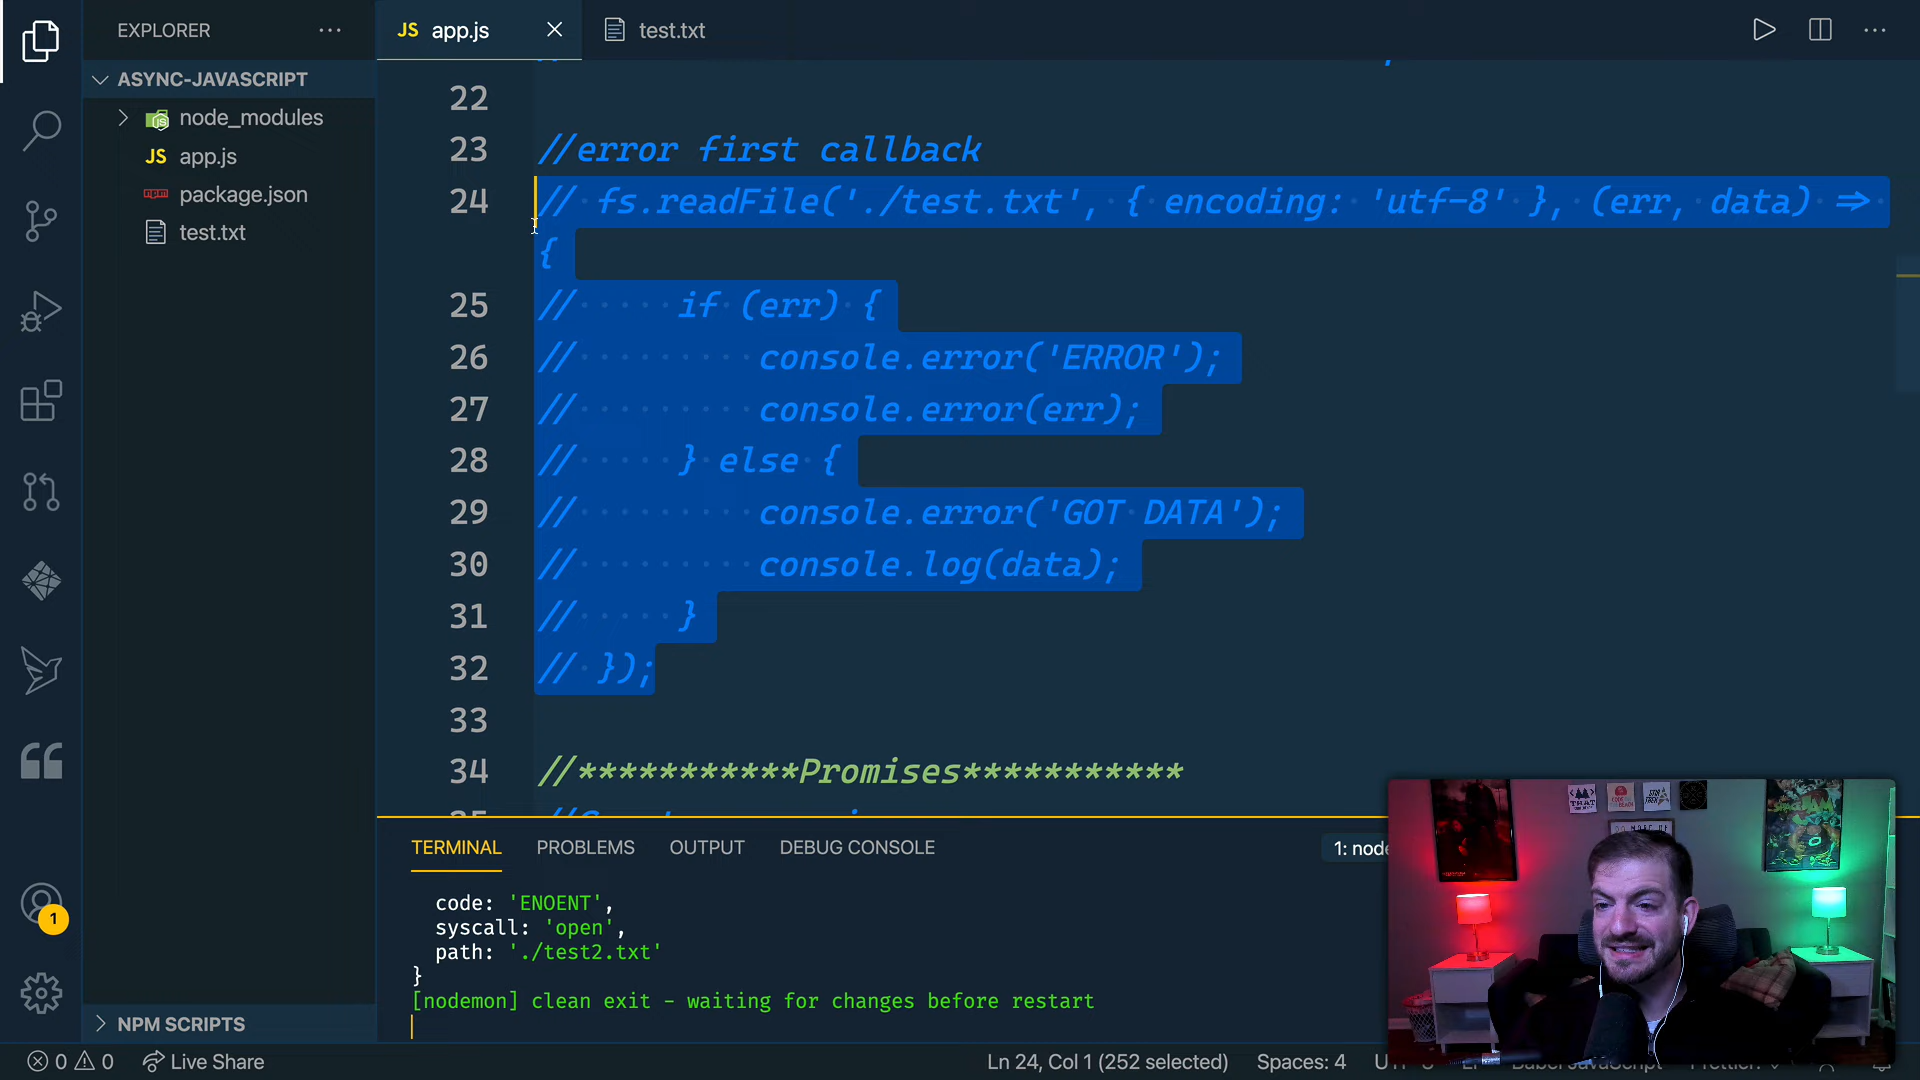 EXPLORER
app.js
test.txt
ASYNC-JAVASCRIPT
node_modules
app.js
package.json
test.txt
22
23 //error first callback
24 // fs.readFile('./test.txt', { encoding: 'utf-8' }, (err, data) =>
{
25 // if (err) {
26 // console.error('ERROR');
27 // console.error(err);
28 // } else {
29 // console.error('GOT DATA');
30 // console.log(data);
31 // }
32 // });
33
34 //***********Promises***********
TERMINAL PROBLEMS OUTPUT DEBUG CONSOLE 1: node
code: 'ENOENT',
syscall: 'open',
path: './test2.txt'
}
[nodemon] clean exit - waiting for changes before restart
1
NPM SCRIPTS
0 0 Live Share Ln 24, Col 1 (252 selected) Spaces: 4